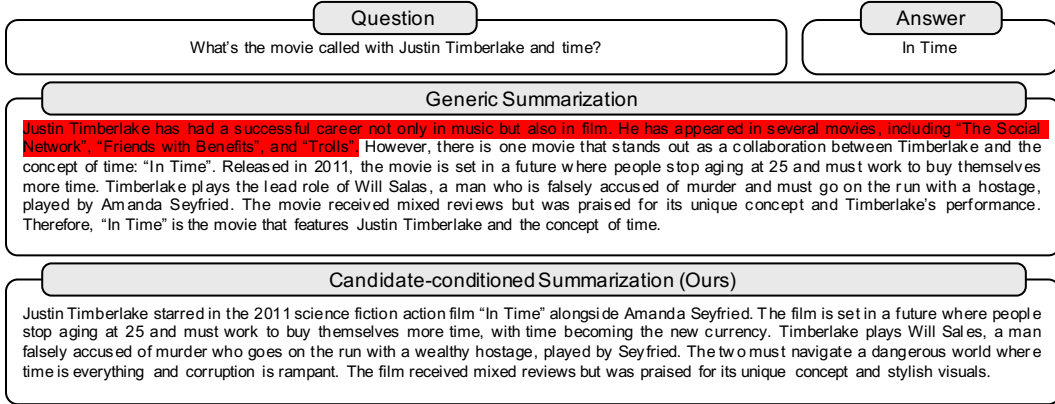 Question
Answer
What's the movie called with Justin Timberlake and time?
In Time
Generic Summarization
Justin Timberlake has had a successful career not only in music but also in film. He has appeared in several movies, including “The Social
Network”, “Friends with Benefits”, and “Trolls”. However, there is one movie that stands out as a collaboration between Timberlake and the
concept of time: “In Time”. Released in 2011, the movie is set in a future where people stop aging at 25 and must work to buy themselves
more time. Timberlake plays the lead role of Will Salas, a man who is falsely accused of murder and must go on the run with a hostage,
played by Amanda Seyfried. The movie received mixed reviews but was praised for its unique concept and Timberlake's performance.
Therefore, “In Time” is the movie that features Justin Timberlake and the concept of time.
Candidate-conditioned Summarization (Ours)
Justin Timberlake starred in the 2011 science fiction action film “In Time” alongside Amanda Seyfried. The film is set in a future where people
stop aging at 25 and must work to buy themselves more time, with time becoming the new currency. Timberlake plays Will Sales, a man
falsely accused of murder who goes on the run with a wealthy hostage, played by Seyfried. The two must navigate a dangerous world where
time is everything and corruption is rampant. The film received mixed reviews but was praised for its unique concept and stylish visuals.